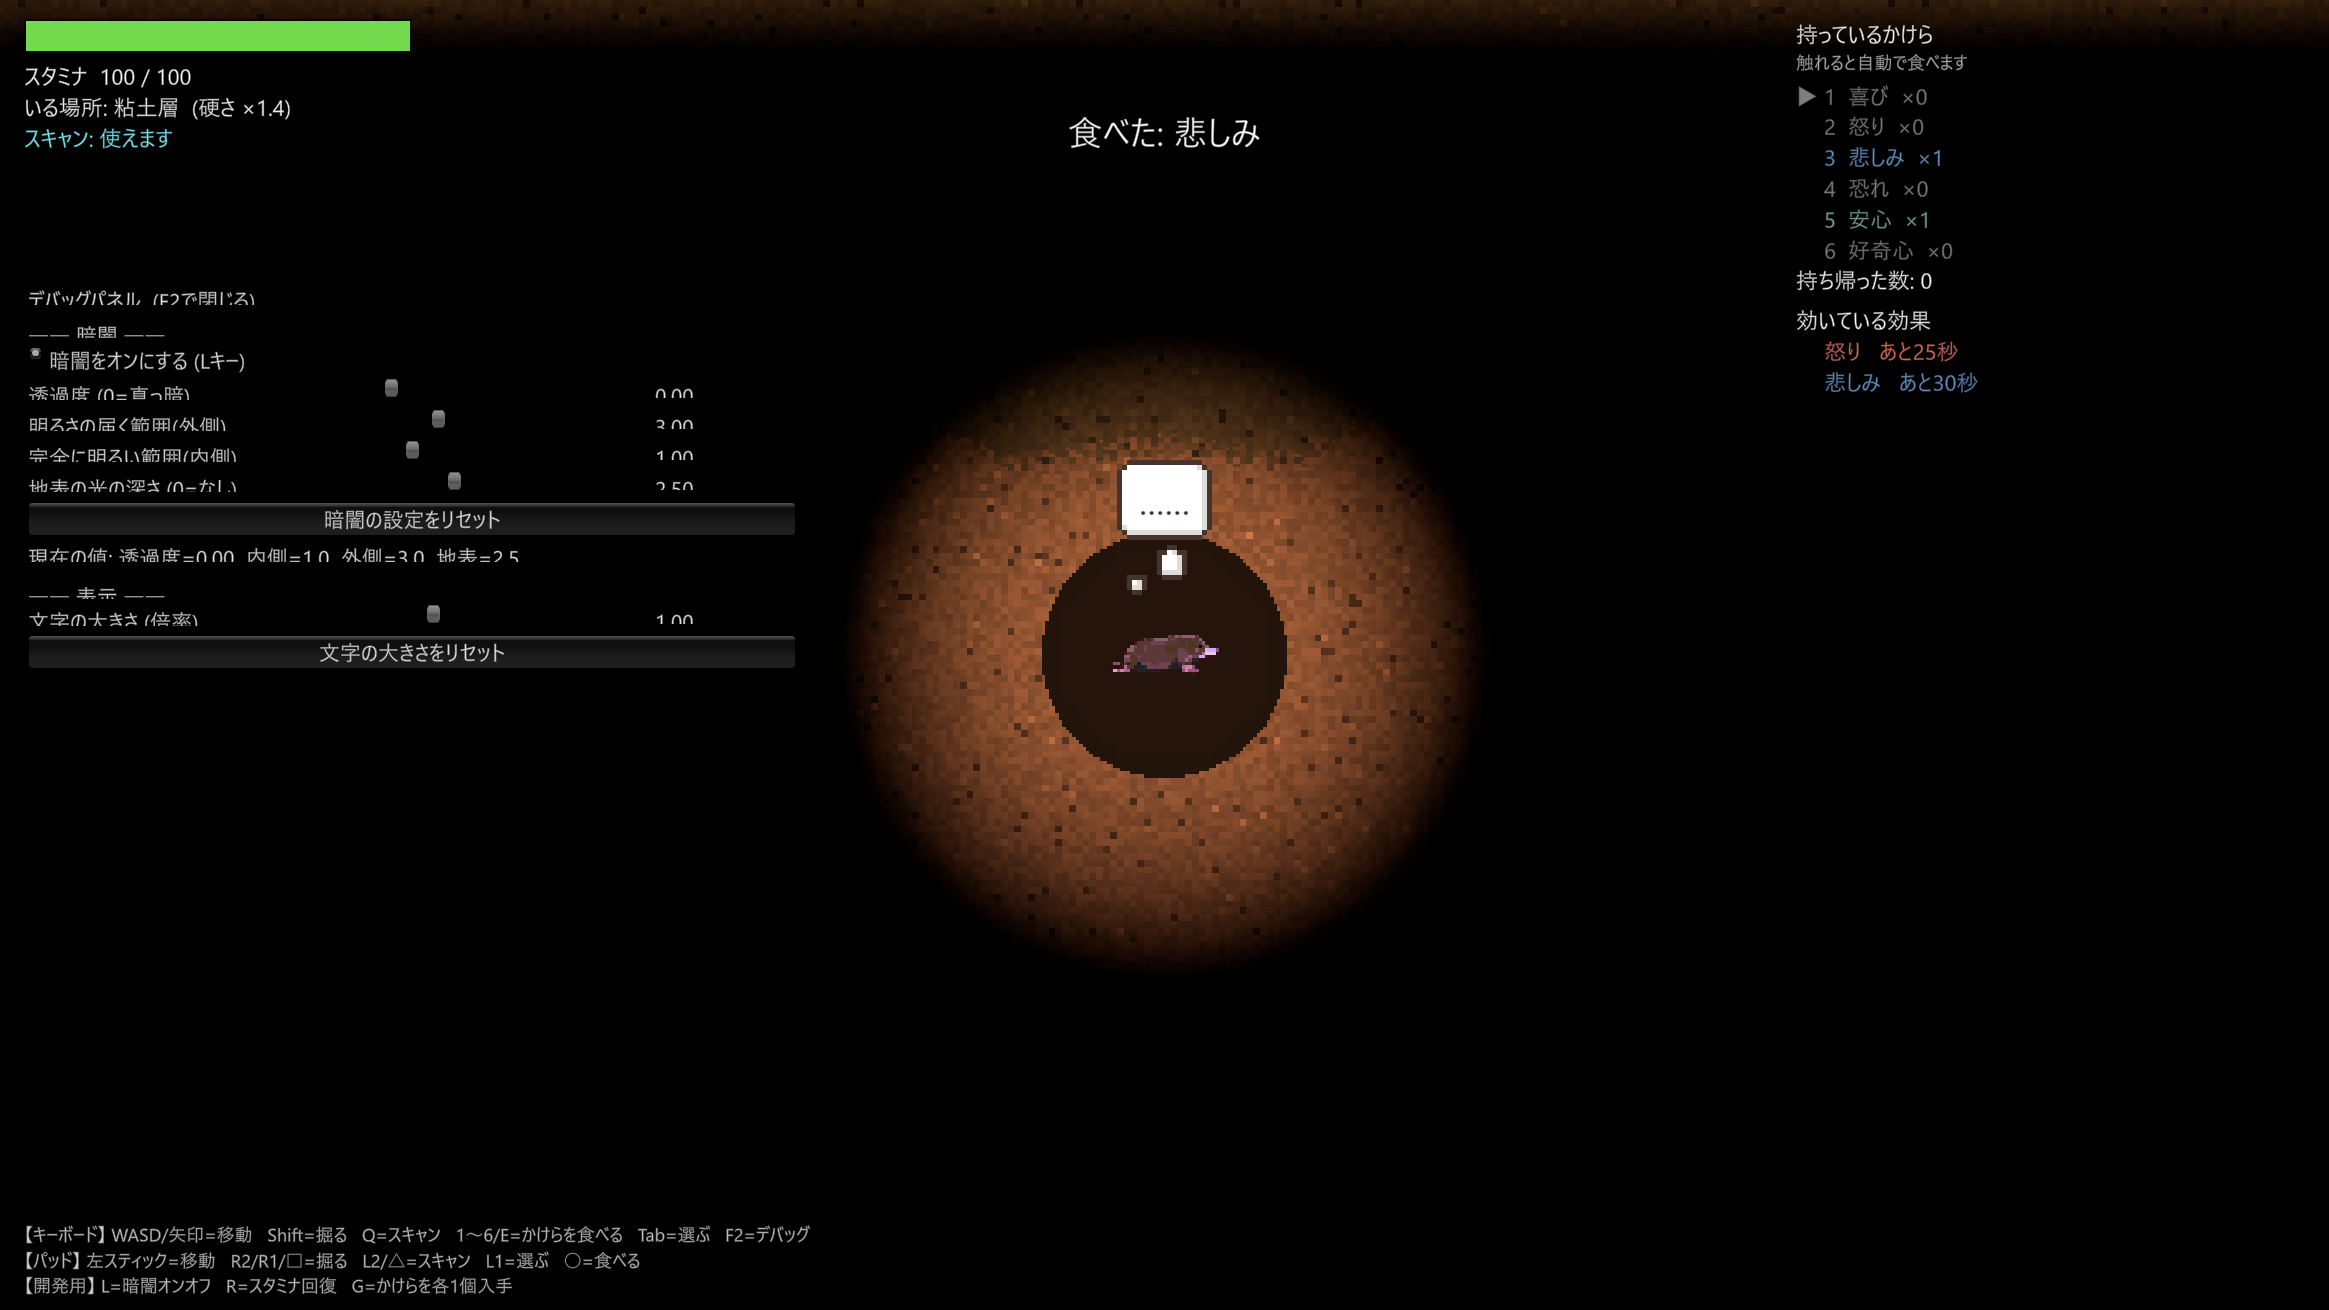 スタミナ 100 / 100
いる場所: 粘土層 (硬さ ×1.4)
スキャン: 使えます
食べた: 悲しみ
持っているかけら
触れると自動で食べます
▶ 1 喜び ×0
2 怒り ×0
3 悲しみ ×1
4 恐れ ×0
5 安心 ×1
6 好奇心 ×0
持ち帰った数: 0
効いている効果
怒り あと25秒
悲しみ あと30秒
デバッグパネル (F2で閉じる)
―― 暗闇 ――
暗闇をオンにする (Lキー)
透過度 (0=真っ暗) 0.00
明るさの届く範囲(外側) 3.00
完全に明るい範囲(内側) 1.00
地表の光の深さ (0=なし) 2.50
暗闇の設定をリセット
現在の値: 透過度=0.00 内側=1.0 外側=3.0 地表=2.5
―― 表示 ――
文字の大きさ (倍率) 1.00
文字の大きさをリセット
......
【キーボード】 WASD/矢印=移動 Shift=掘る Q=スキャン 1～6/E=かけらを食べる Tab=選ぶ F2=デバッグ
【パッド】 左スティック=移動 R2/R1/□=掘る L2/△=スキャン L1=選ぶ ○=食べる
【開発用】 L=暗闇オンオフ R=スタミナ回復 G=かけらを各1個入手